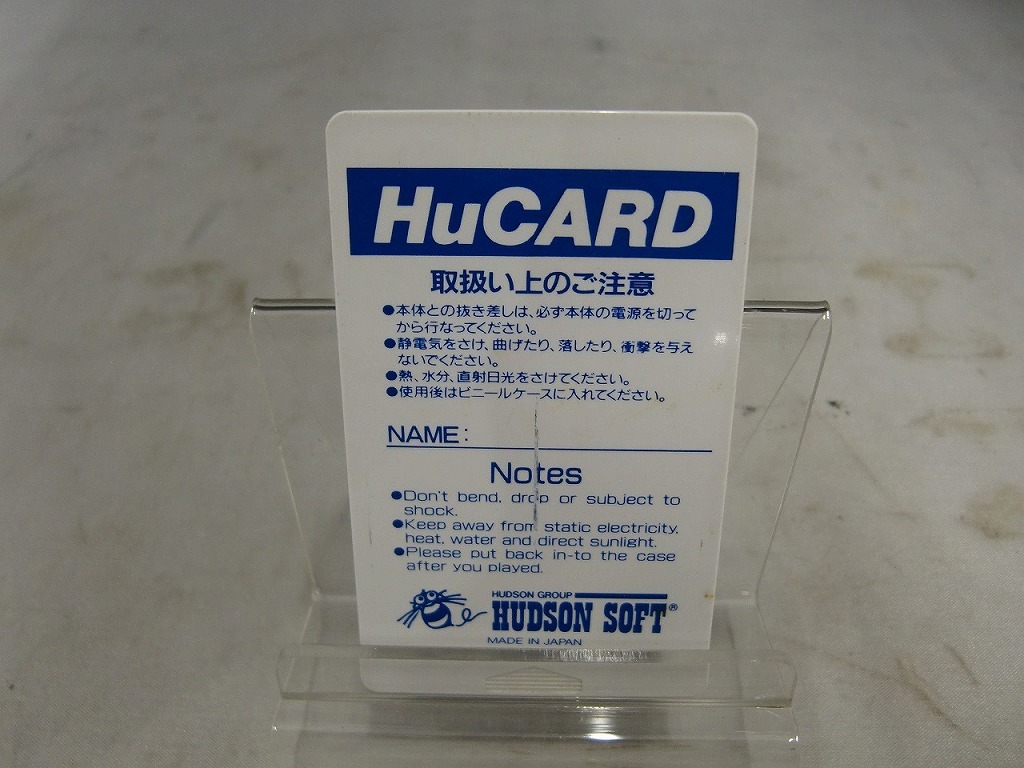 HuCARD
取扱い上のご注意
●本体との抜き差しは、必ず本体の電源を切って
から行なってください。
●静電気をさけ、曲げたり、落したり、衝撃を与え
ないでください。
●熱、水分、直射日光をさけてください。
●使用後はビニールケースに入れてください。
NAME:
Notes
●Don't bend, drop or subject to
shock.
●Keep away from static electricity,
heat, water and direct sunlight.
●Please put back in-to the case
after you played.
HUDSON GROUP
HUDSON SOFT®
MADE IN JAPAN